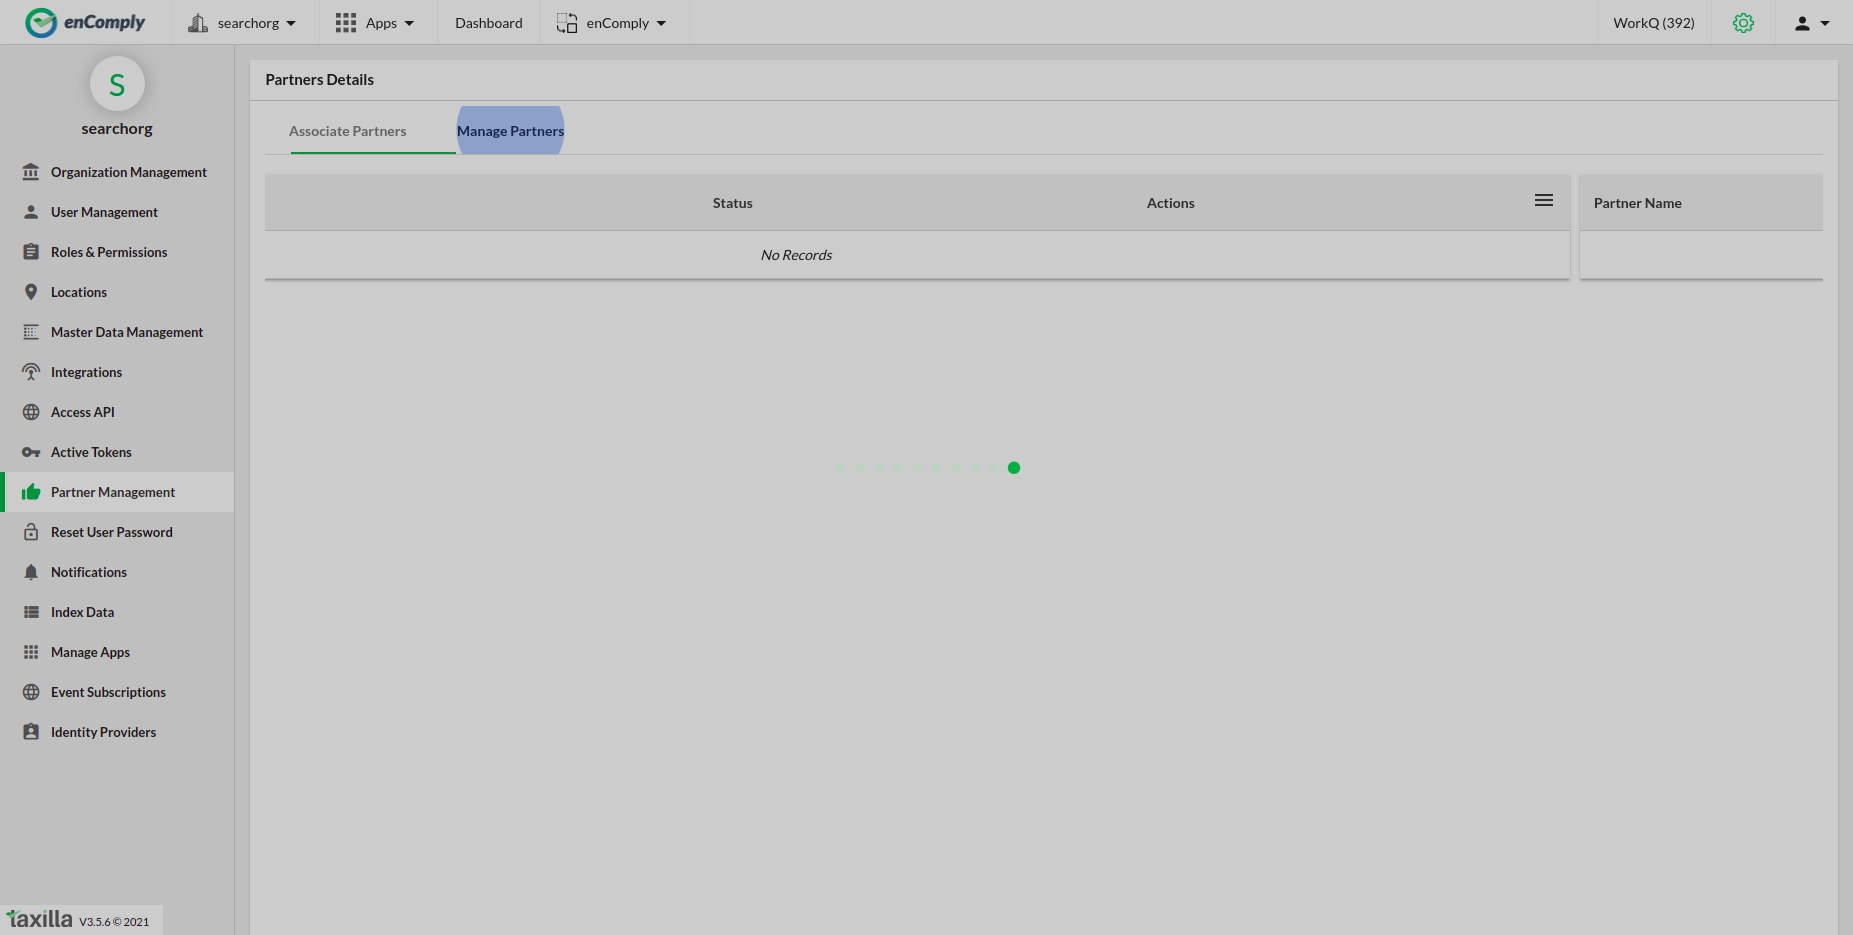 enComply
searchorg
Apps
Dashboard
enComply
WorkQ (392)
S
searchorg
Organization Management
User Management
Roles & Permissions
Locations
Master Data Management
Integrations
Access API
Active Tokens
Partner Management
Reset User Password
Notifications
Index Data
Manage Apps
Event Subscriptions
Identity Providers
taxilla V3.5.6 © 2021
Partners Details
Associate Partners
Manage Partners
Status
Actions
Partner Name
No Records